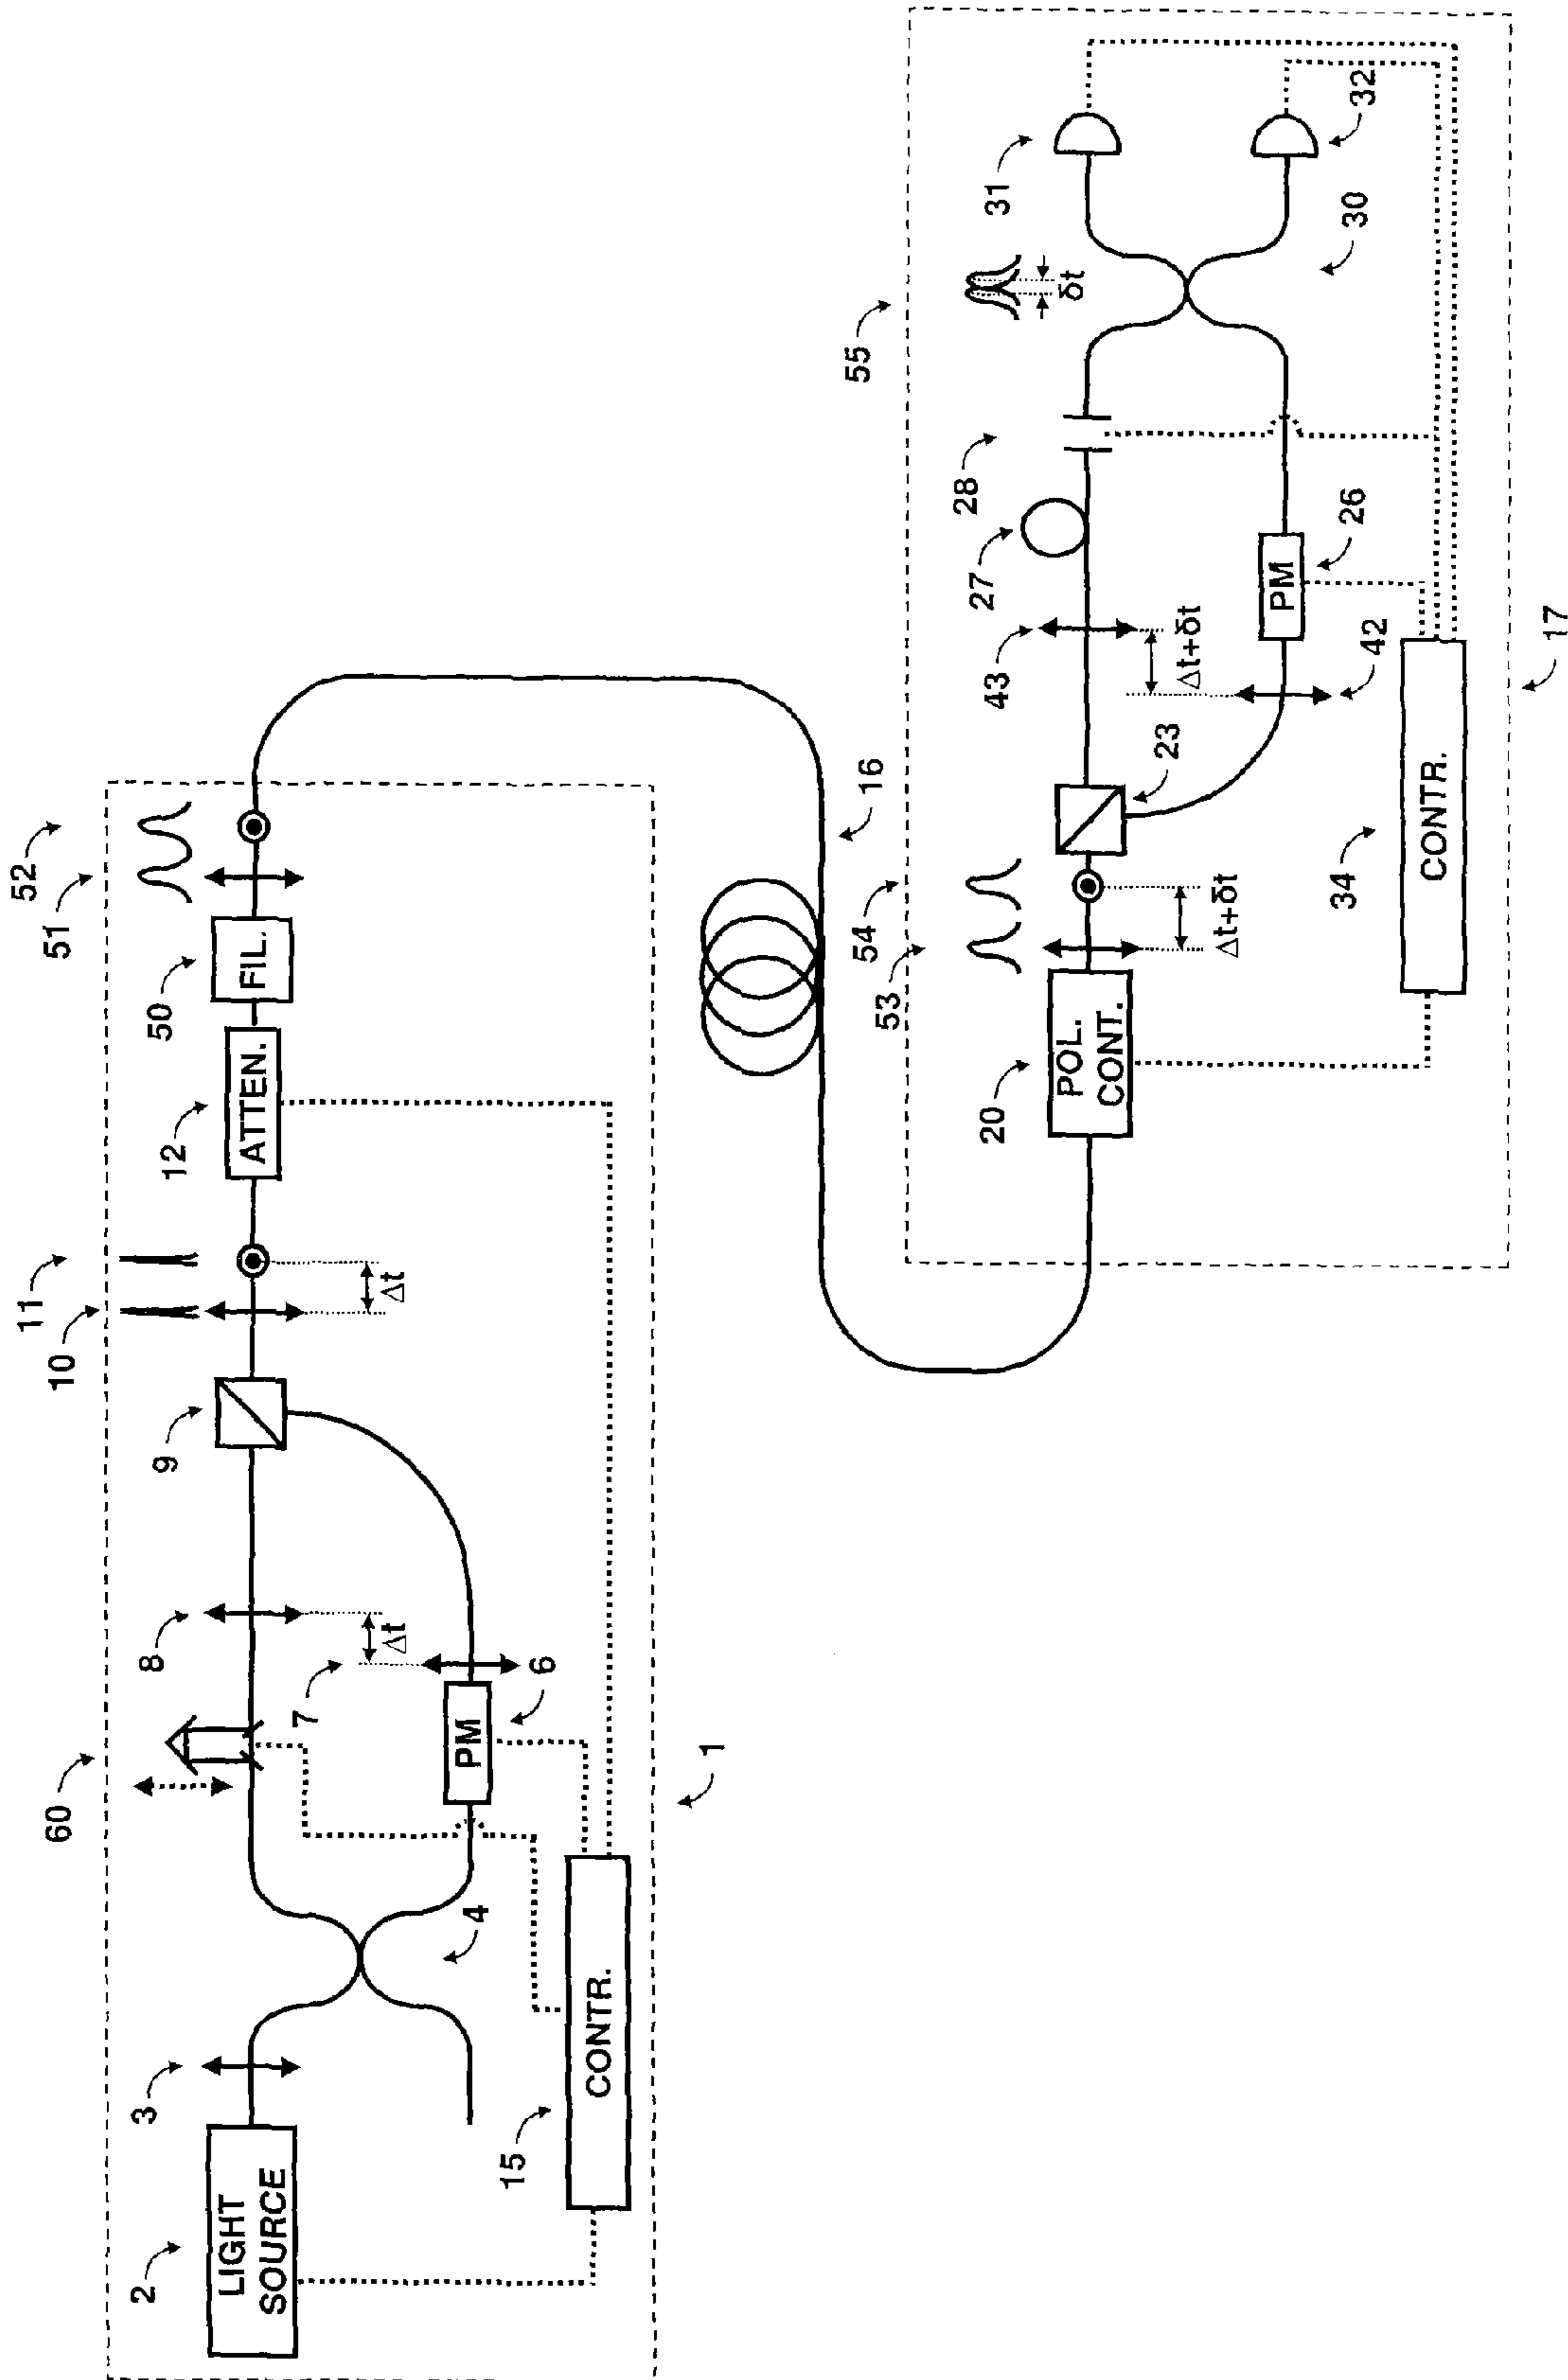 2
LIGHT
SOURCE
3
4
60
8
7
Δt
6
PM
15
CONTR.
1
9
10
11
Δt
12
ATTEN.
50
FIL.
51
52
16
20
POL.
CONT.
53
54
Δt+δt
23
43
42
Δt+δt
27
28
26
PM
34
CONTR.
17
55
δt
30
31
32